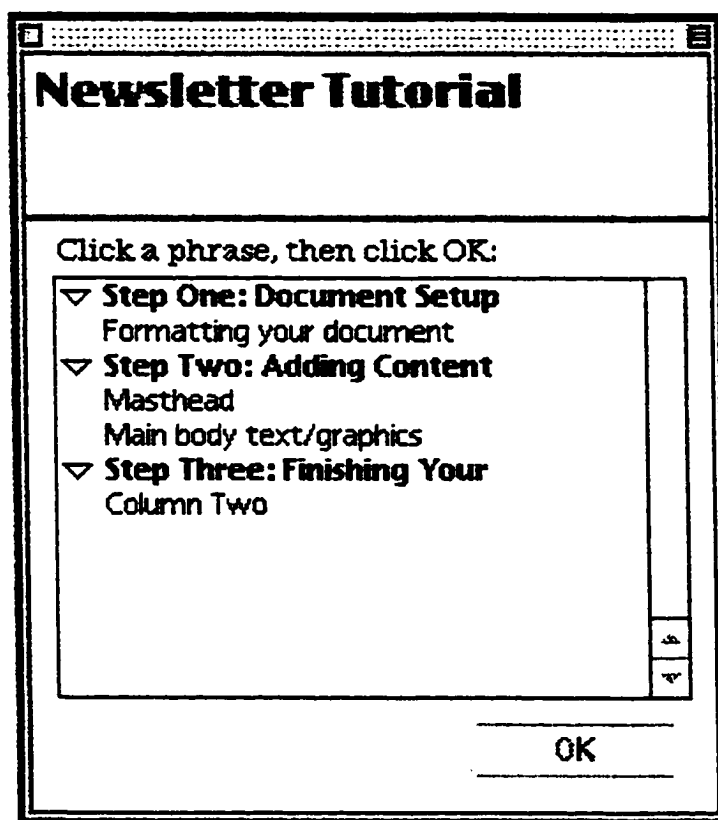 Newsletter Tutorial
Click a phrase, then click OK:
Step One: Document Setup
Formatting your document
Step Two: Adding Content
Masthead
Main body text/graphics
Step Three: Finishing Your
Column Two
OK